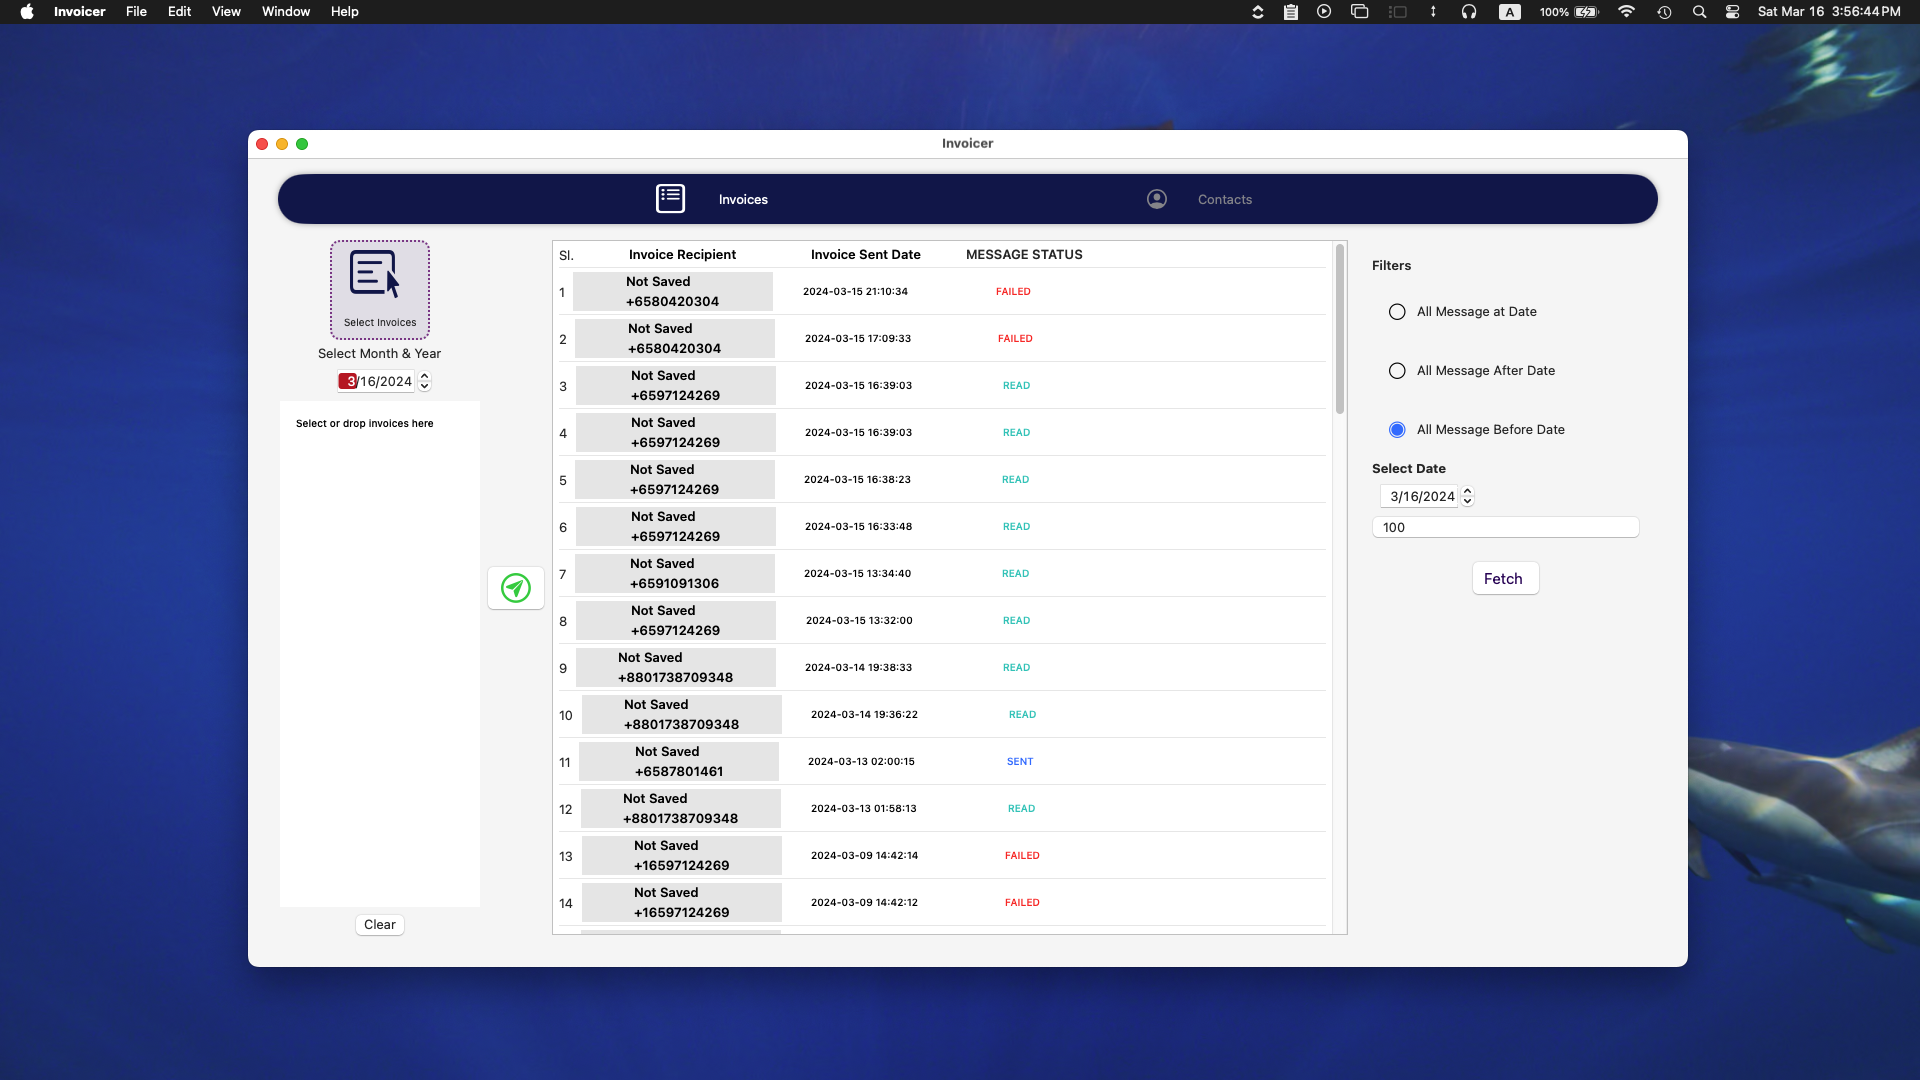 Invoicer File Edit View Window Help
A 100% Sat Mar 16 3:56:44 PM
Invoicer
Invoices Contacts
Select Invoices
Select Month & Year
3/16/2024
Select or drop invoices here
Clear
Sl. Invoice Recipient Invoice Sent Date MESSAGE STATUS
1 Not Saved
+6580420304 2024-03-15 21:10:34 FAILED
2 Not Saved
+6580420304 2024-03-15 17:09:33 FAILED
3 Not Saved
+6597124269 2024-03-15 16:39:03 READ
4 Not Saved
+6597124269 2024-03-15 16:39:03 READ
5 Not Saved
+6597124269 2024-03-15 16:38:23 READ
6 Not Saved
+6597124269 2024-03-15 16:33:48 READ
7 Not Saved
+6591091306 2024-03-15 13:34:40 READ
8 Not Saved
+6597124269 2024-03-15 13:32:00 READ
9 Not Saved
+8801738709348 2024-03-14 19:38:33 READ
10 Not Saved
+8801738709348 2024-03-14 19:36:22 READ
11 Not Saved
+6587801461 2024-03-13 02:00:15 SENT
12 Not Saved
+8801738709348 2024-03-13 01:58:13 READ
13 Not Saved
+16597124269 2024-03-09 14:42:14 FAILED
14 Not Saved
+16597124269 2024-03-09 14:42:12 FAILED
Filters
All Message at Date
All Message After Date
All Message Before Date
Select Date
3/16/2024
100
Fetch